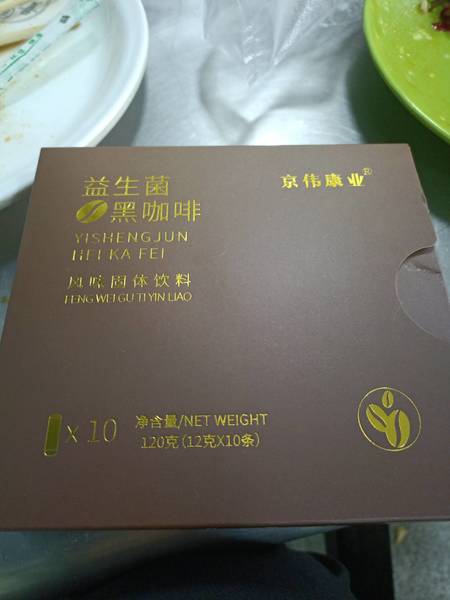 益生菌
黑咖啡
京伟康业®
YISHENGJUN
HEI KA FEI
风味固体饮料
FENG WEI GU TI YIN LIAO
x 10
净含量/NET WEIGHT
120克(12克X10条)